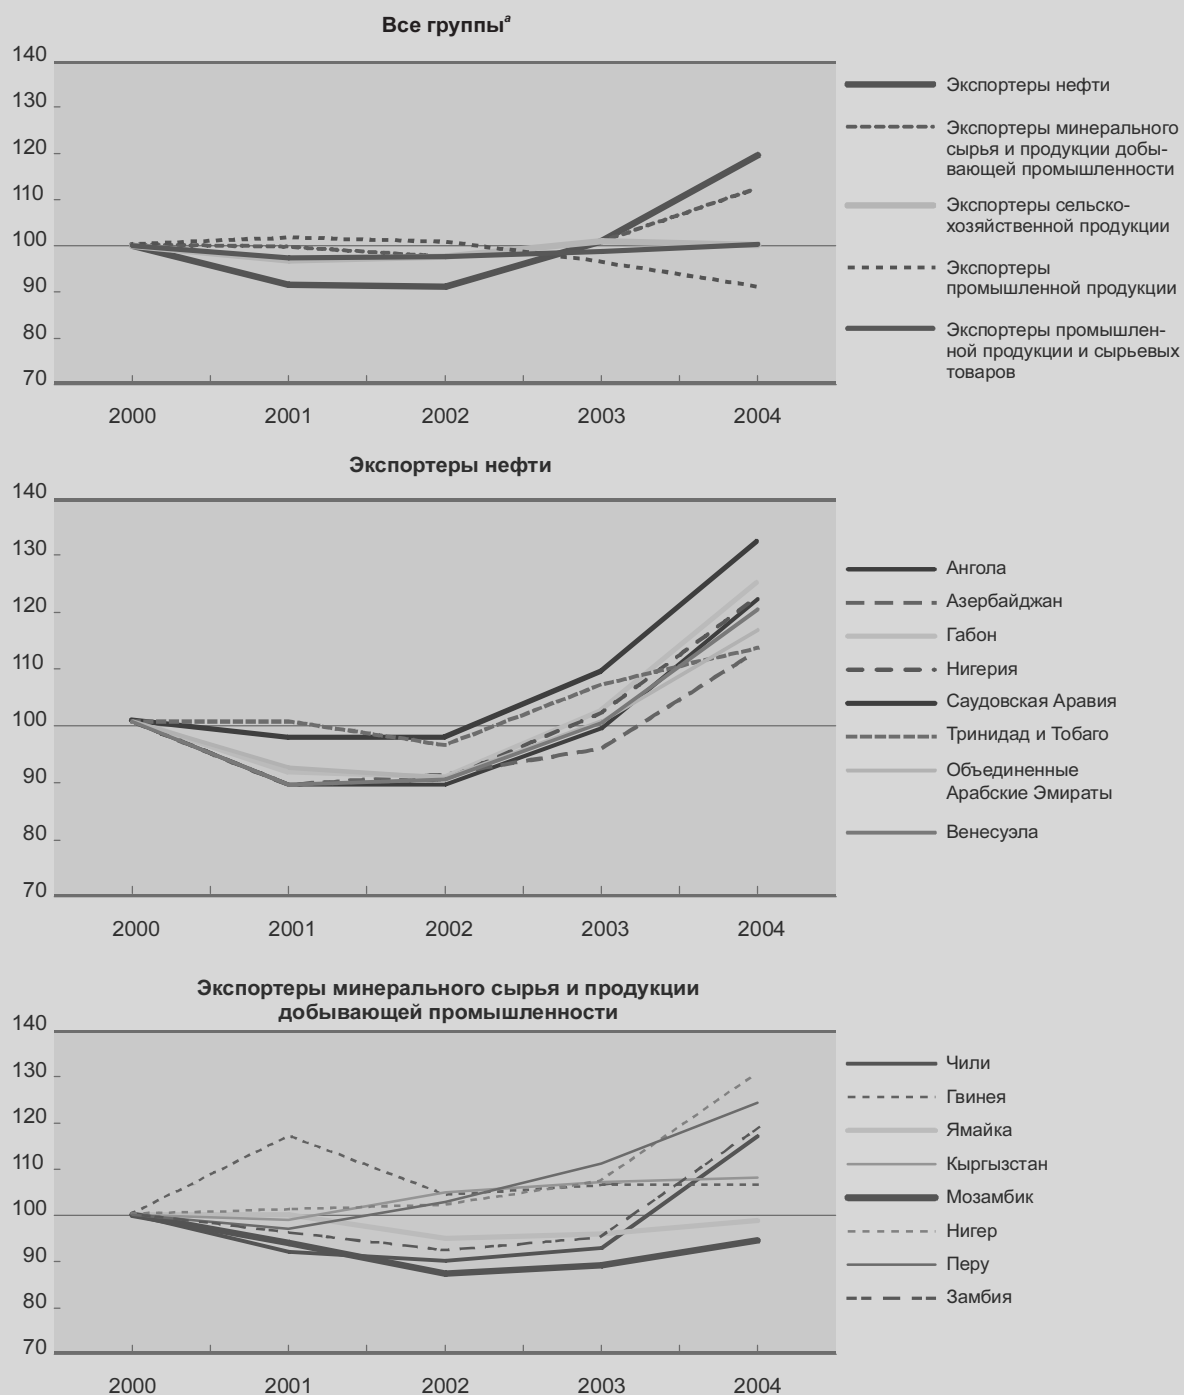 Все группыª
140
130
120
110
100
90
80
70
2000 2001 2002 2003 2004
Экспортеры нефти
Экспортеры минерального
сырья и продукции добы-
вающей промышленности
Экспортеры сельско-
хозяйственной продукции
Экспортеры
промышленной продукции
Экспортеры промышлен-
ной продукции и сырьевых
товаров
Экспортеры нефти
140
130
120
110
100
90
80
70
2000 2001 2002 2003 2004
Ангола
Азербайджан
Габон
Нигерия
Саудовская Аравия
Тринидад и Тобаго
Объединенные
Арабские Эмираты
Венесуэла
Экспортеры минерального сырья и продукции
добывающей промышленности
140
130
120
110
100
90
80
70
2000 2001 2002 2003 2004
Чили
Гвинея
Ямайка
Кыргызстан
Мозамбик
Нигер
Перу
Замбия